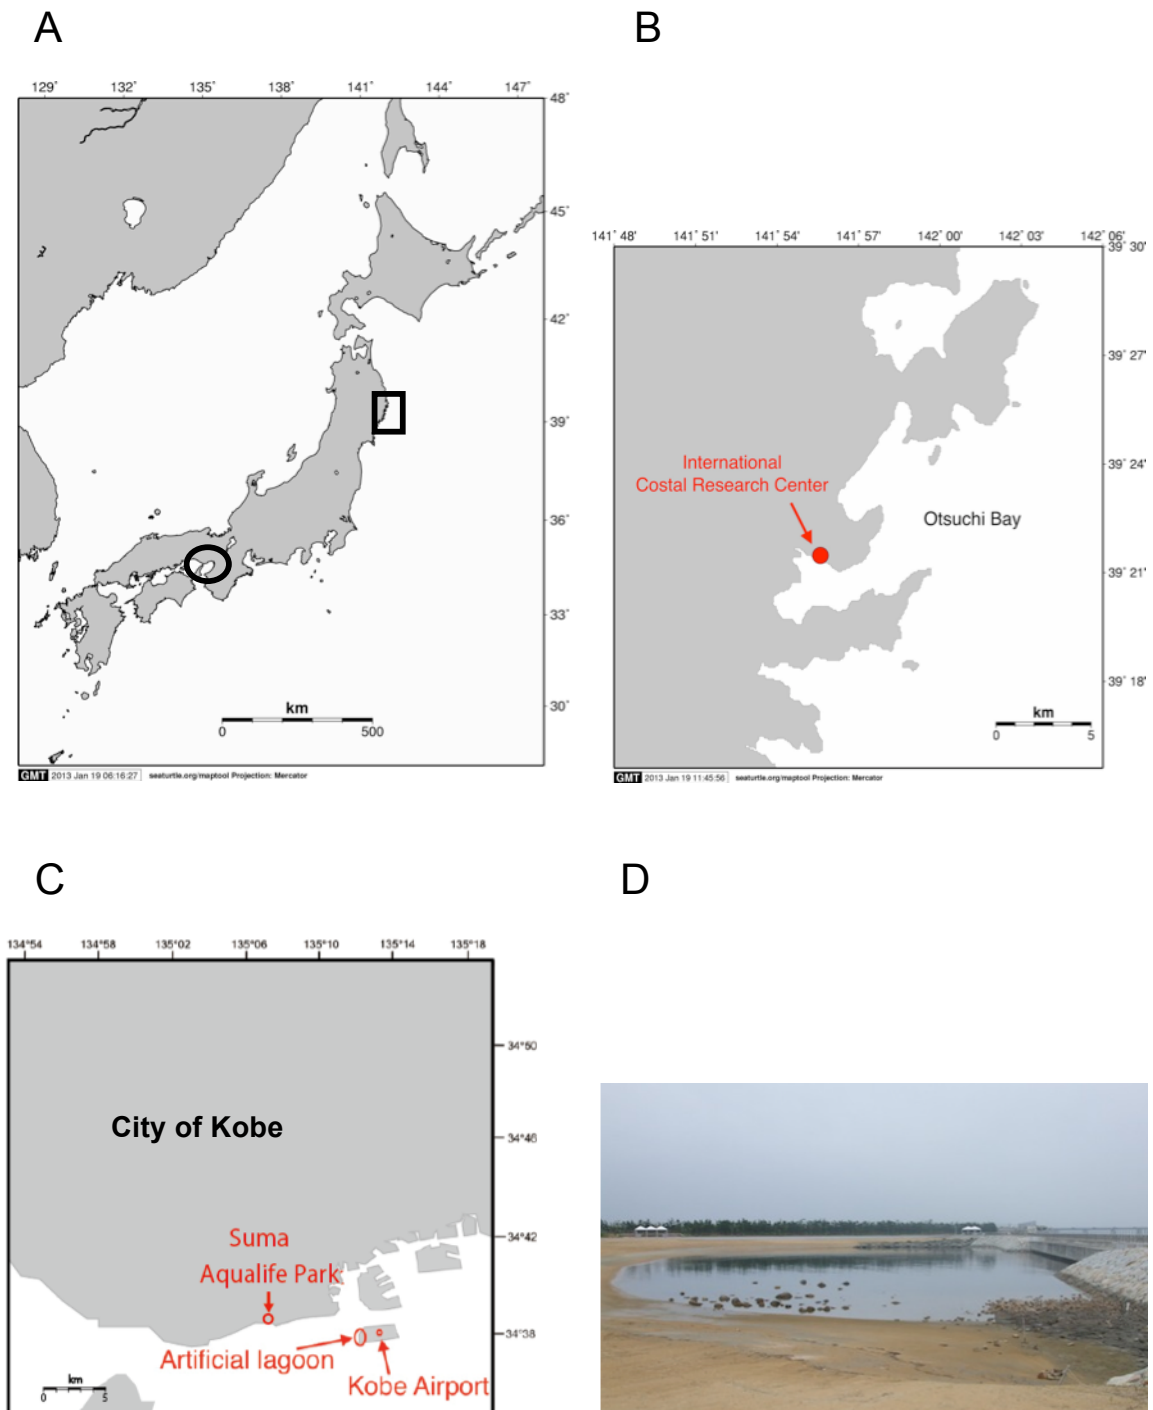 A
B
129° 132° 135° 138° 141° 144° 147°
48°
45°
42°
39°
36°
33°
30°
km
0 500
GMT 2013 Jan 19 06:16:27 seaturtle.org/maptool Projection: Mercator
141° 48' 141° 51' 141° 54' 141° 57' 142° 00' 142° 03' 142° 06'
39° 30'
39° 27'
39° 24'
39° 21'
39° 18'
International
Costal Research Center
Otsuchi Bay
km
0 5
GMT 2013 Jan 19 11:45:56 seaturtle.org/maptool Projection: Mercator
C
D
134°54 134°58 135°02 135°06 135°10 135°14 135°18
34°50
34°46
34°42
34°38
City of Kobe
Suma
Aqualife Park
Artificial lagoon
Kobe Airport
km
0 5